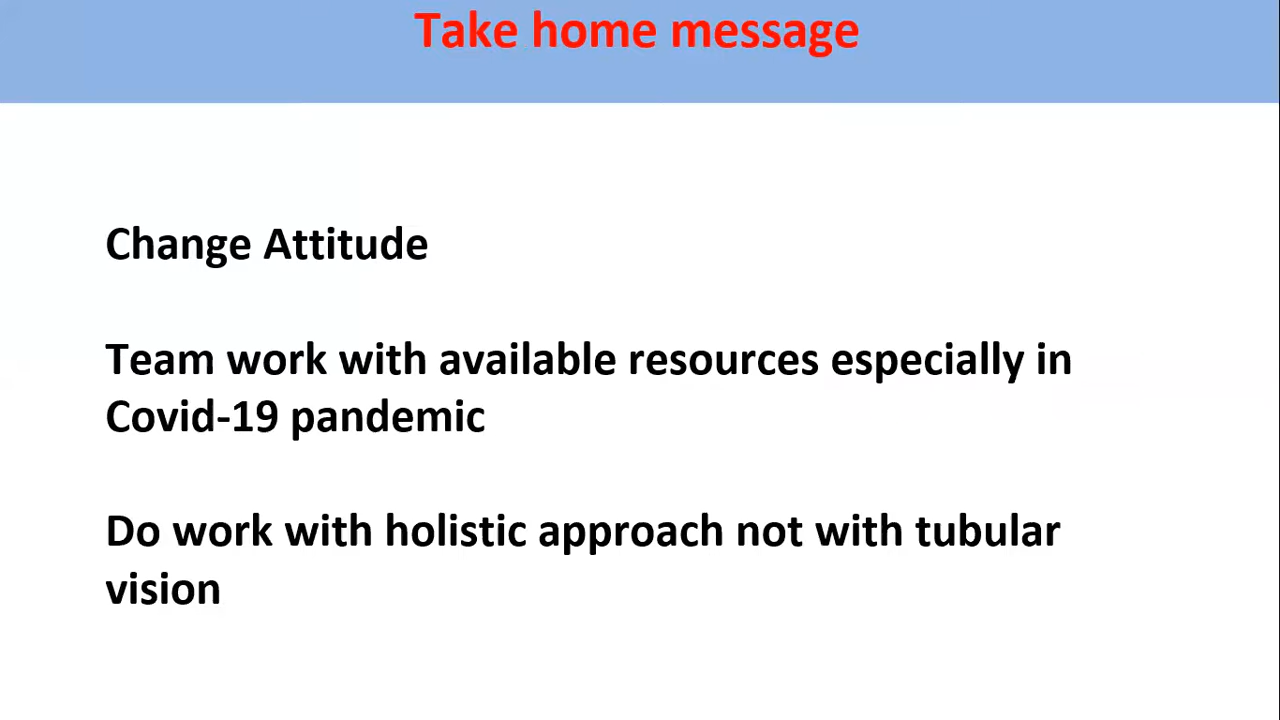 Take home message
Change Attitude
Team work with available resources especially in
Covid-19 pandemic
Do work with holistic approach not with tubular
vision